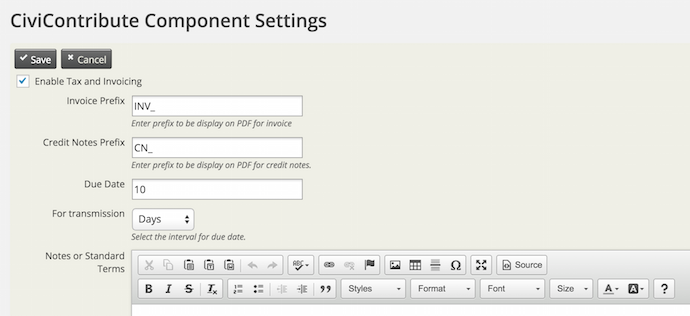 CiviContribute Component Settings
Save Cancel
Enable Tax and Invoicing
Invoice Prefix INV_
Enter prefix to be display on PDF for invoice
Credit Notes Prefix CN_
Enter prefix to be display on PDF for credit notes.
Due Date 10
For transmission Days
Select the interval for due date.
Notes or Standard
Terms
ABC Ω Source
B I S Tx Styles Format Font Size A A ?